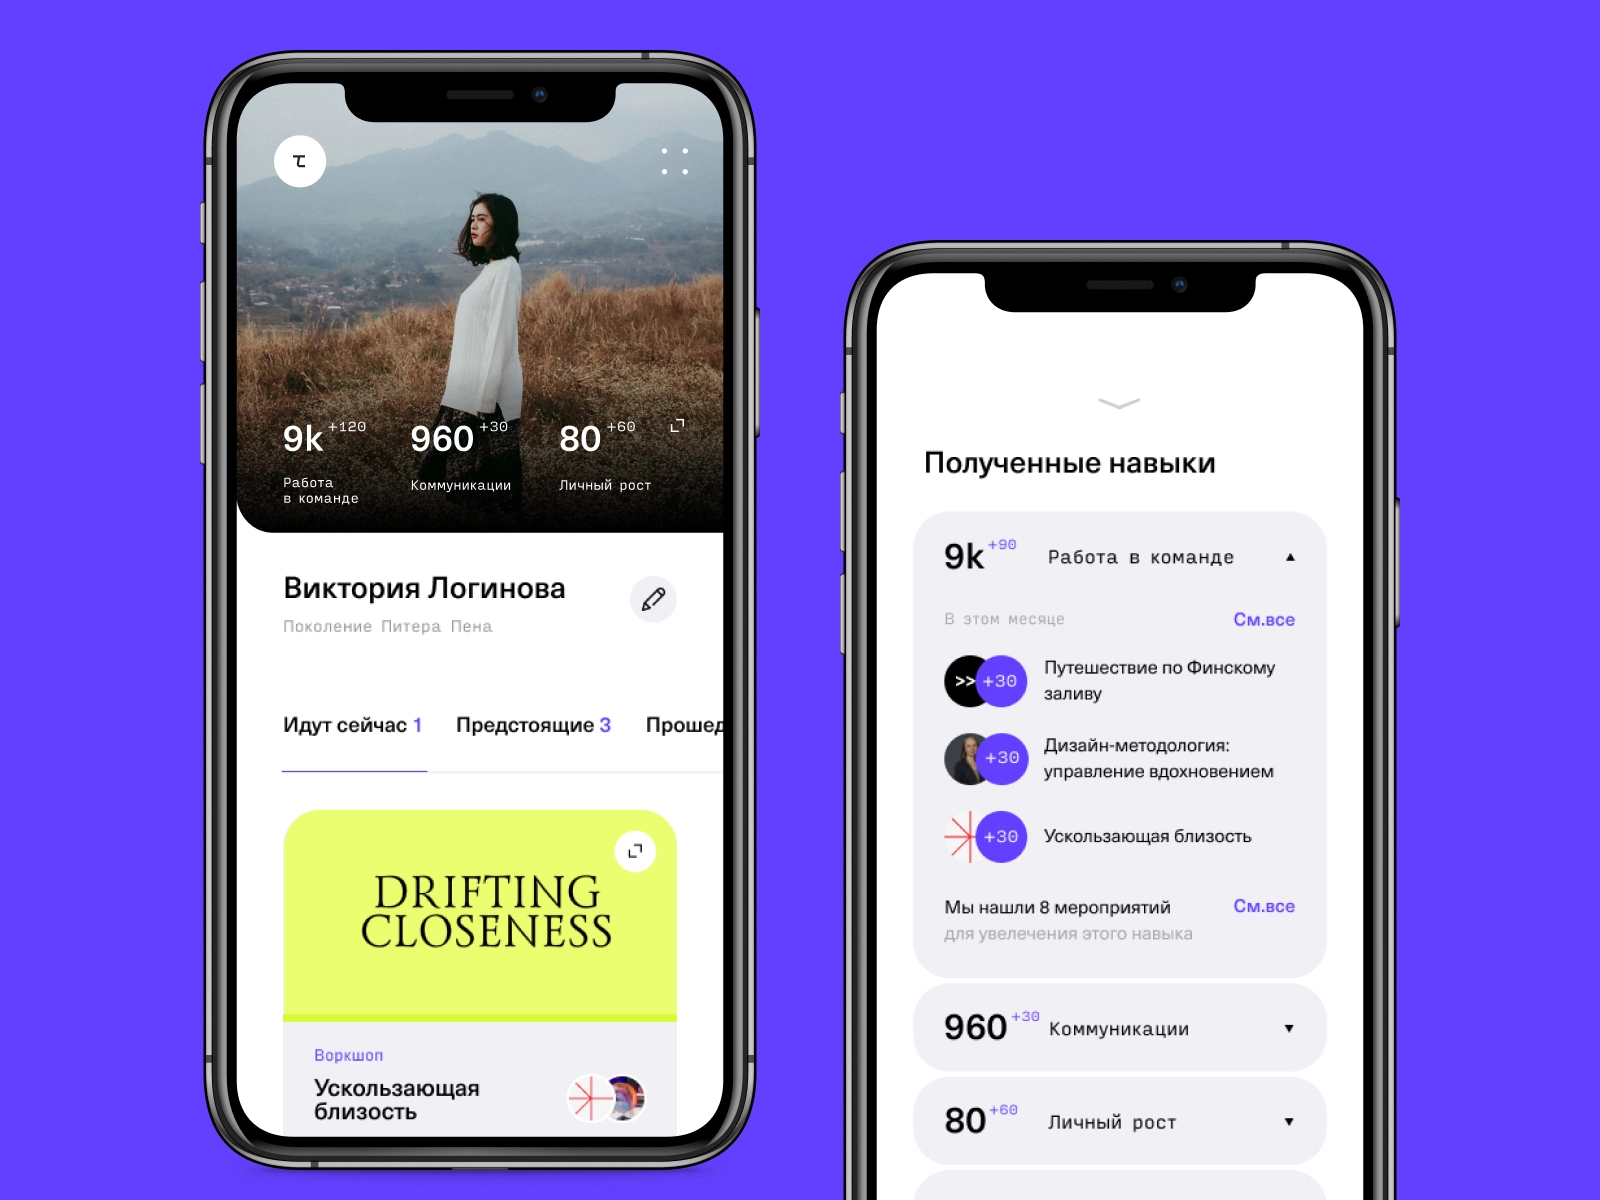 9k +120
960 +30
80 +60
Работа
в команде
Коммуникации
Личный рост
Виктория Логинова
Поколение Питера Пена
Идут сейчас 1
Предстоящие 3
Прошед
DRIFTING
CLOSENESS
Воркшоп
Ускользающая
близость
Полученные навыки
9k +90 Работа в команде ▲
В этом месяце
См.все
>> +30
Путешествие по Финскому
заливу
+30
Дизайн-методология:
управление вдохновением
+30
Ускользающая близость
Мы нашли 8 мероприятий
См.все
для увелечения этого навыка
960 +30 Коммуникации ▼
80 +60 Личный рост ▼